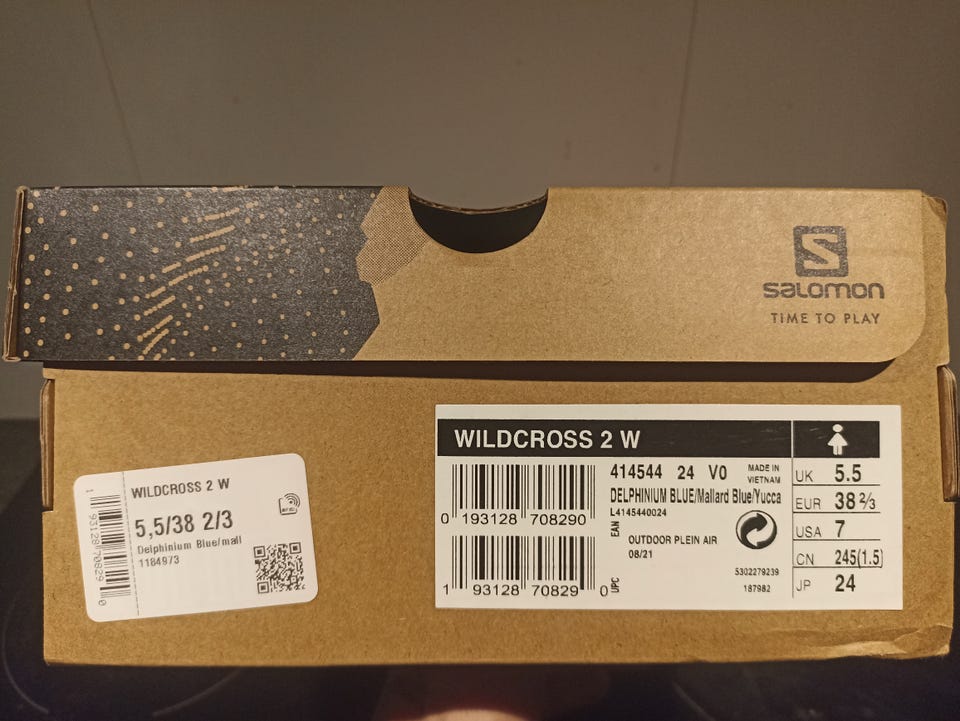 S
SALOMON
TIME TO PLAY
WILDCROSS 2 W
5,5/38 2/3
Delphinium Blue/mall
1184973
1 93128 70829 0
WILDCROSS 2 W
414544 24 V0
MADE IN
VIETNAM
DELPHINIUM BLUE/Mallard Blue/Yucca
L4145440024
0 193128 708290
EAN
OUTDOOR PLEIN AIR
08/21
5302279239
187982
1 93128 70829 0
UPC
UK 5.5
EUR 38 2/3
USA 7
CN 245(1.5)
JP 24